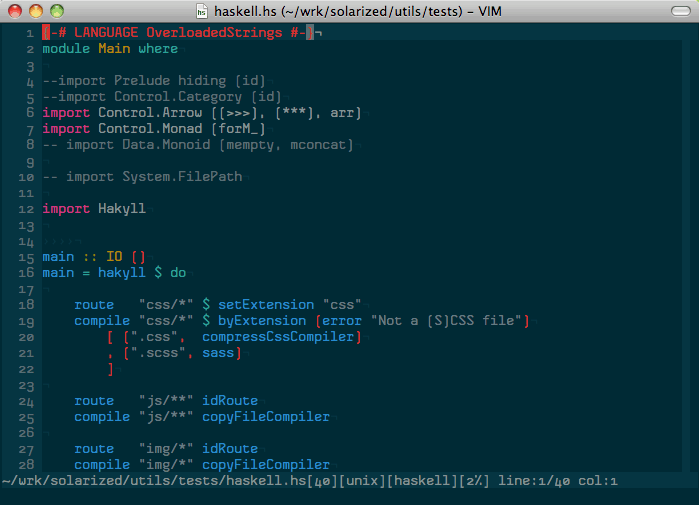 haskell.hs (~/wrk/solarized/utils/tests) - VIM
1 {-# LANGUAGE OverloadedStrings #-}¬
2 module Main where¬
3 ¬
4 --import Prelude hiding (id)¬
5 --import Control.Category (id)¬
6 import Control.Arrow ((>>>), (***), arr)¬
7 import Control.Monad (forM_)¬
8 -- import Data.Monoid (mempty, mconcat)¬
9 ¬
10 -- import System.FilePath¬
11 ¬
12 import Hakyll¬
13 ¬
14
15 main :: IO ()¬
16 main = hakyll $ do¬
17 ¬
18     route   "css/*" $ setExtension "css"¬
19     compile "css/*" $ byExtension (error "Not a (S)CSS file")¬
20         [ (".css",  compressCssCompiler)¬
21         , (".scss", sass)¬
22         ]¬
23 ¬
24     route   "js/**" idRoute¬
25     compile "js/**" copyFileCompiler¬
26 ¬
27     route   "img/*" idRoute¬
28     compile "img/*" copyFileCompiler¬
~/wrk/solarized/utils/tests/haskell.hs[40][unix][haskell][2%] line:1/40 col:1